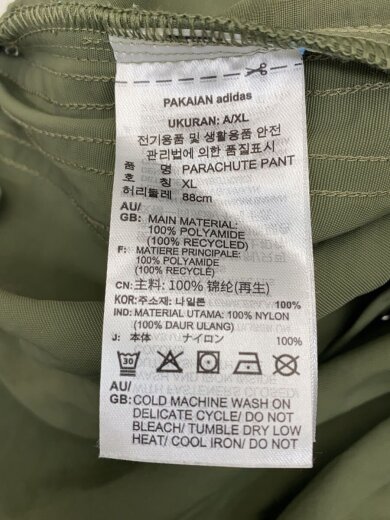 PAKAIAN adidas
UKURAN: A/XL
전기용품 및 생활용품 안전
관리법에 의한 품질표시
품 명 PARACHUTE PANT
호 칭 XL
허리둘레 88cm
AU/
GB: MAIN MATERIAL:
100% POLYAMIDE
(100% RECYCLED)
F: MATIERE PRINCIPALE:
100% POLYAMIDE
(100% RECYCLE)
CN: 主料: 100% 锦纶(再生)
KOR: 주소재: 나일론 100%
IND: MATERIAL UTAMA: 100% NYLON
(100% DAUR ULANG)
J: 本体 ナイロン 100%
30
AU/
GB: COLD MACHINE WASH ON
DELICATE CYCLE/ DO NOT
BLEACH/ TUMBLE DRY LOW
HEAT/ COOL IRON/ DO NOT